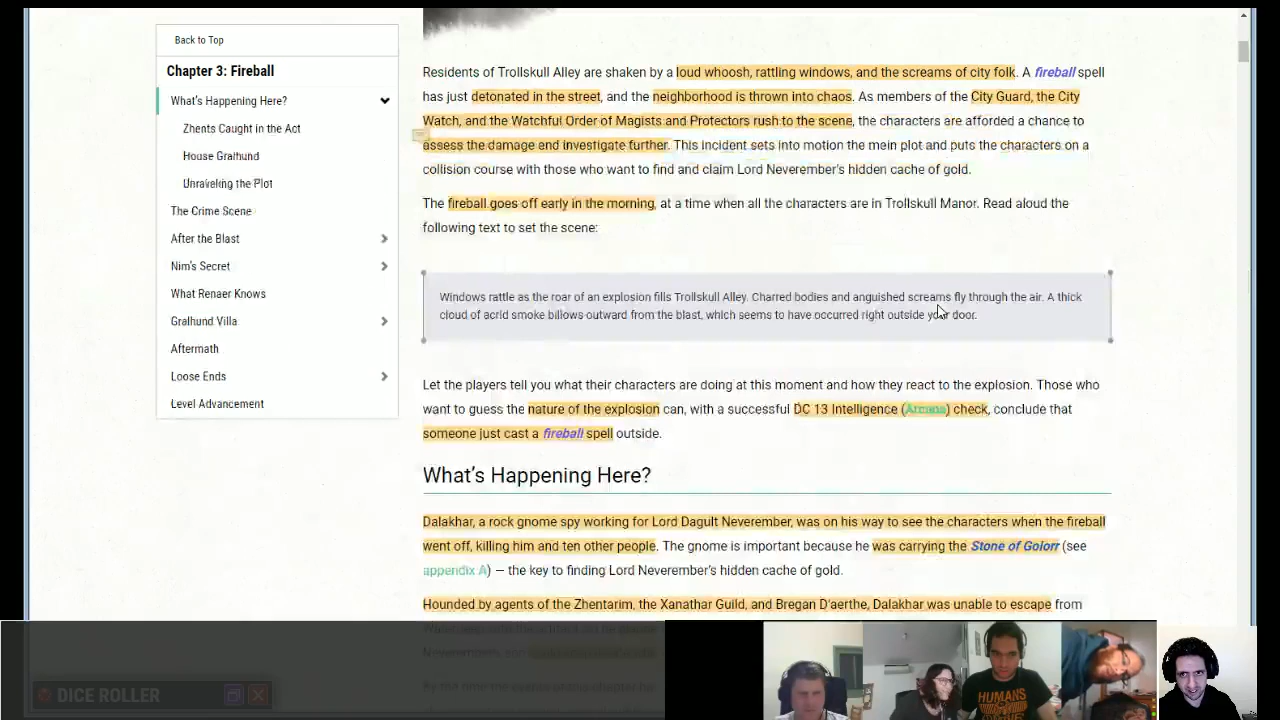 Back to Top
Chapter 3: Fireball
What's Happening Here?
Zhents Caught in the Act
House Gralhund
Unraveling the Plot
The Crime Scene
After the Blast
Nim's Secret
What Renaer Knows
Gralhund Villa
Aftermath
Loose Ends
Level Advancement
Residents of Trollskull Alley are shaken by a loud whoosh, rattling windows, and the screams of city folk. A fireball spell
has just detonated in the street, and the neighborhood is thrown into chaos. As members of the City Guard, the City
Watch, and the Watchful Order of Magists and Protectors rush to the scene, the characters are afforded a chance to
assess the damage and investigate further. This incident sets into motion the main plot and puts the characters on a
collision course with those who want to find and claim Lord Neverember's hidden cache of gold.
The fireball goes off early in the morning, at a time when all the characters are in Trollskull Manor. Read aloud the
following text to set the scene:
Windows rattle as the roar of an explosion fills Trollskull Alley. Charred bodies and anguished screams fly through the air. A thick
cloud of acrid smoke billows outward from the blast, which seems to have occurred right outside your door.
Let the players tell you what their characters are doing at this moment and how they react to the explosion. Those who
want to guess the nature of the explosion can, with a successful DC 13 Intelligence (Arcana) check, conclude that
someone just cast a fireball spell outside.
What's Happening Here?
Dalakhar, a rock gnome spy working for Lord Dagult Neverember, was on his way to see the characters when the fireball
went off, killing him and ten other people. The gnome is important because he was carrying the Stone of Golorr (see
appendix A) — the key to finding Lord Neverember's hidden cache of gold.
Hounded by agents of the Zhentarim, the Xanathar Guild, and Bregan D'aerthe, Dalakhar was unable to escape from
DICE ROLLER
HUMANS